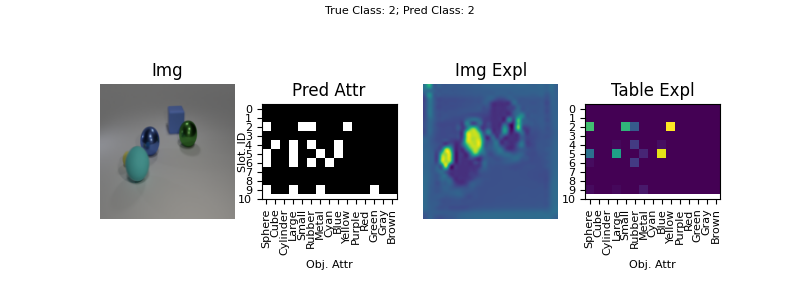 True Class: 2; Pred Class: 2
Img
Pred Attr
Img Expl
Table Expl
0
1
2
3
4
5
6
7
8
9
10
Slot. ID
Sphere
Cube
Cylinder
Large
Small
Rubber
Metal
Cyan
Blue
Yellow
Purple
Red
Green
Gray
Brown
Obj. Attr
0
1
2
3
4
5
6
7
8
9
10
Sphere
Cube
Cylinder
Large
Small
Rubber
Metal
Cyan
Blue
Yellow
Purple
Red
Green
Gray
Brown
Obj. Attr